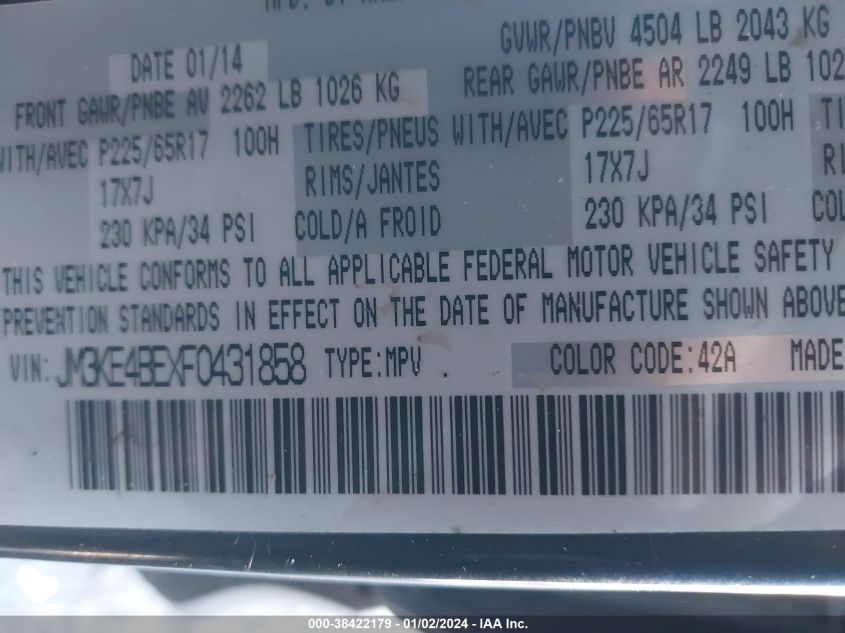 DATE 01/14
GVWR/PNBV 4504 LB 2043 KG
FRONT GAWR/PNBE AV 2262 LB 1026 KG
REAR GAWR/PNBE AR 2249 LB 102
WITH/AVEC P225/65R17 100H TIRES/PNEUS WITH/AVEC P225/65R17 100H TI
17X7J RIMS/JANTES 17X7J RI
230 KPA/34 PSI COLD/A FROID 230 KPA/34 PSI COL
THIS VEHICLE CONFORMS TO ALL APPLICABLE FEDERAL MOTOR VEHICLE SAFETY
PREVENTION STANDARDS IN EFFECT ON THE DATE OF MANUFACTURE SHOWN ABOVE
VIN: JM3KE4BEXF0431858 TYPE:MPV COLOR CODE:42A MADE
000-38422179 - 01/02/2024 - IAA Inc.